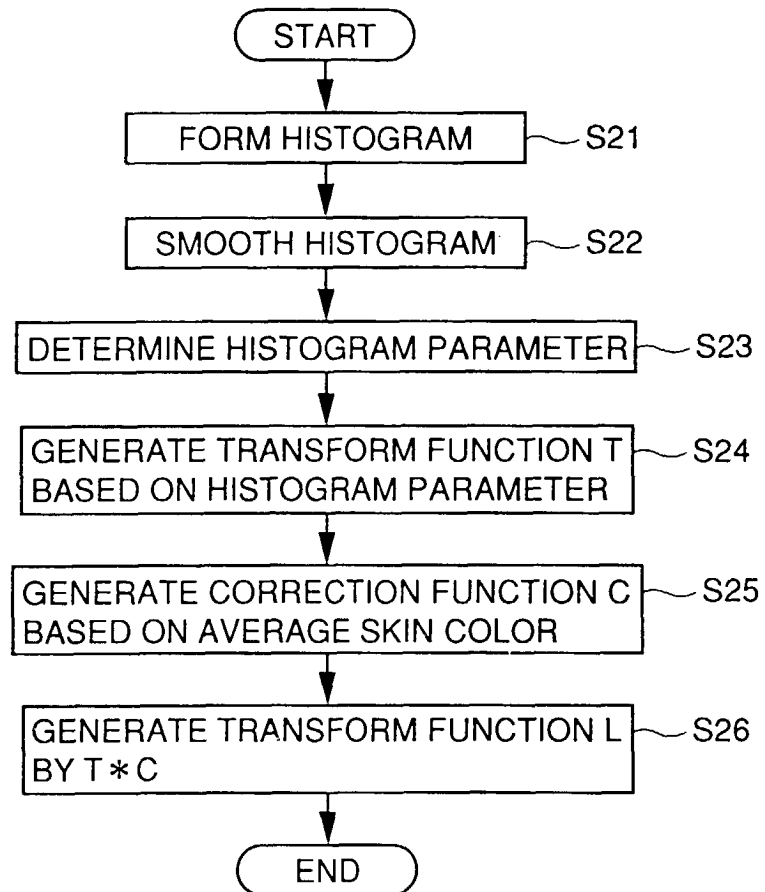 START
FORM HISTOGRAM
S21
SMOOTH HISTOGRAM
S22
DETERMINE HISTOGRAM PARAMETER
S23
GENERATE TRANSFORM FUNCTION T
BASED ON HISTOGRAM PARAMETER
S24
GENERATE CORRECTION FUNCTION C
BASED ON AVERAGE SKIN COLOR
S25
GENERATE TRANSFORM FUNCTION L
BY T * C
S26
END